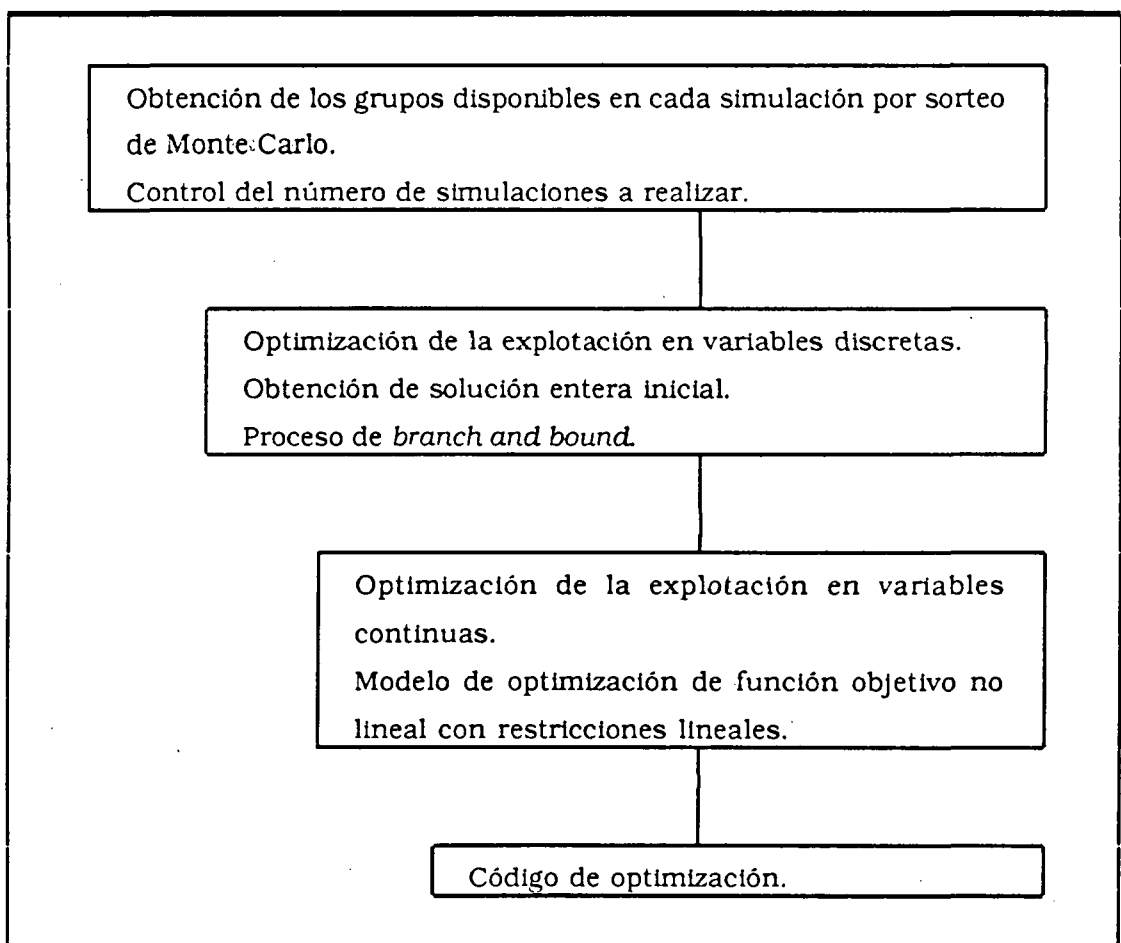 Obtención de los grupos disponibles en cada simulación por sorteo
de Monte-Carlo.
Control del número de simulaciones a realizar.
Optimización de la explotación en variables discretas.
Obtención de solución entera inicial.
Proceso de branch and bound.
Optimización de la explotación en variables
continuas.
Modelo de optimización de función objetivo no
lineal con restricciones lineales.
Código de optimización.